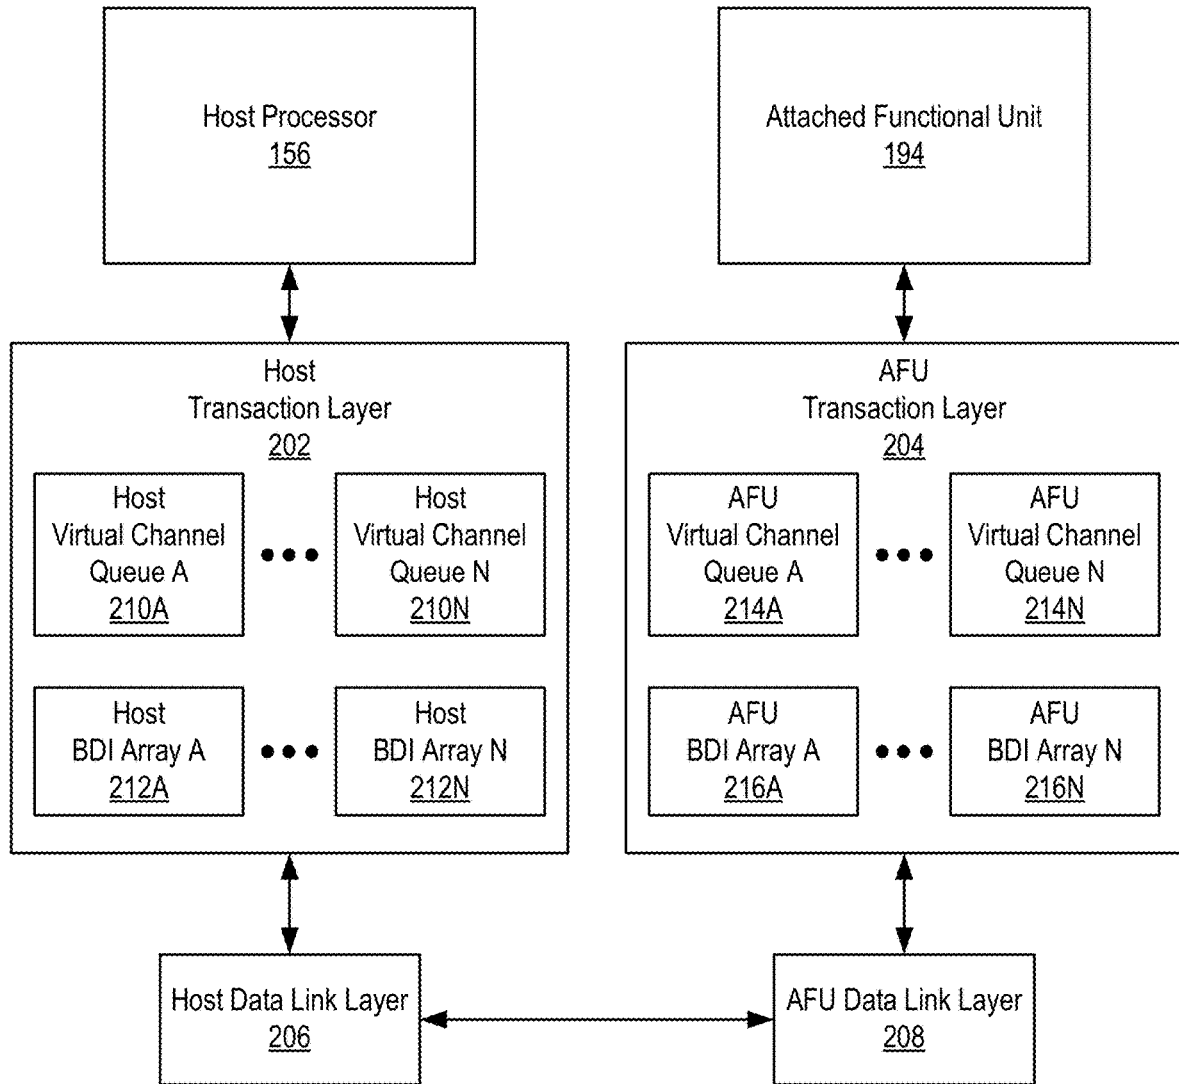 Host Processor
156
Attached Functional Unit
194
Host
Transaction Layer
202
Host
Virtual Channel
Queue A
210A
Host
Virtual Channel
Queue N
210N
Host
BDI Array A
212A
Host
BDI Array N
212N
AFU
Transaction Layer
204
AFU
Virtual Channel
Queue A
214A
AFU
Virtual Channel
Queue N
214N
AFU
BDI Array A
216A
AFU
BDI Array N
216N
Host Data Link Layer
206
AFU Data Link Layer
208